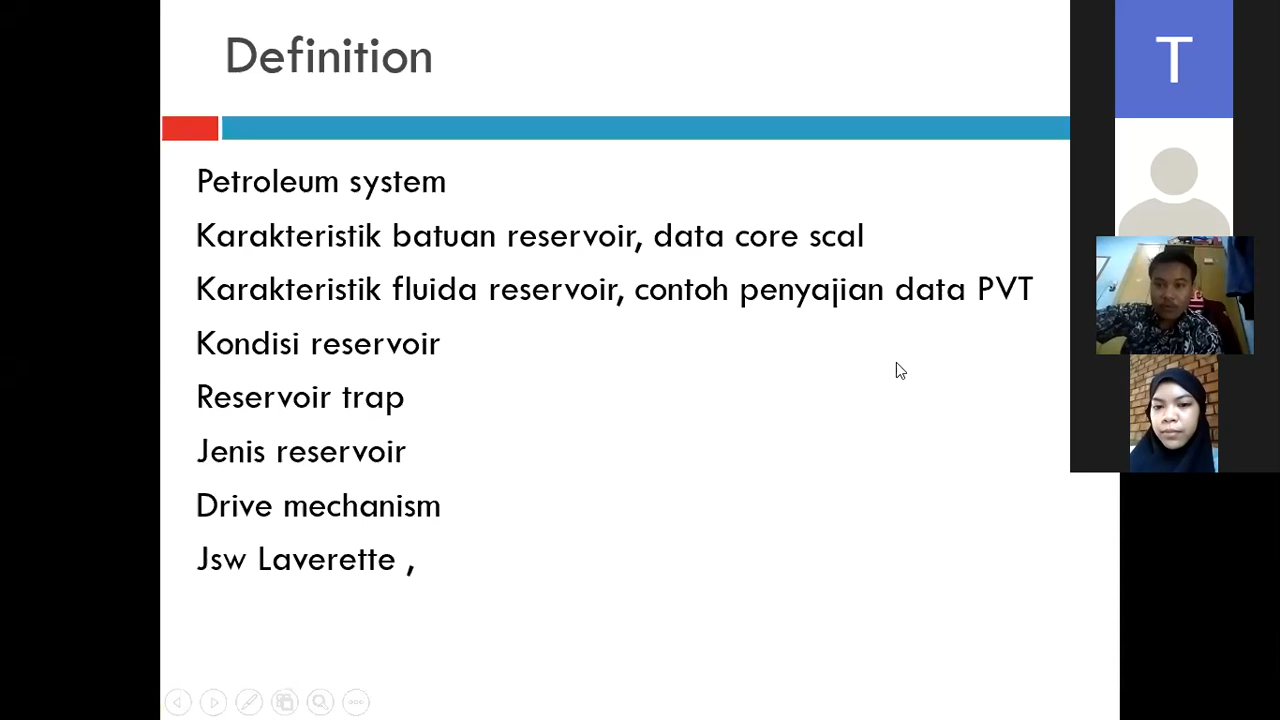 Definition
T
Petroleum system
Karakteristik batuan reservoir, data core scal
Karakteristik fluida reservoir, contoh penyajian data PVT
Kondisi reservoir
Reservoir trap
Jenis reservoir
Drive mechanism
Jsw Laverette ,